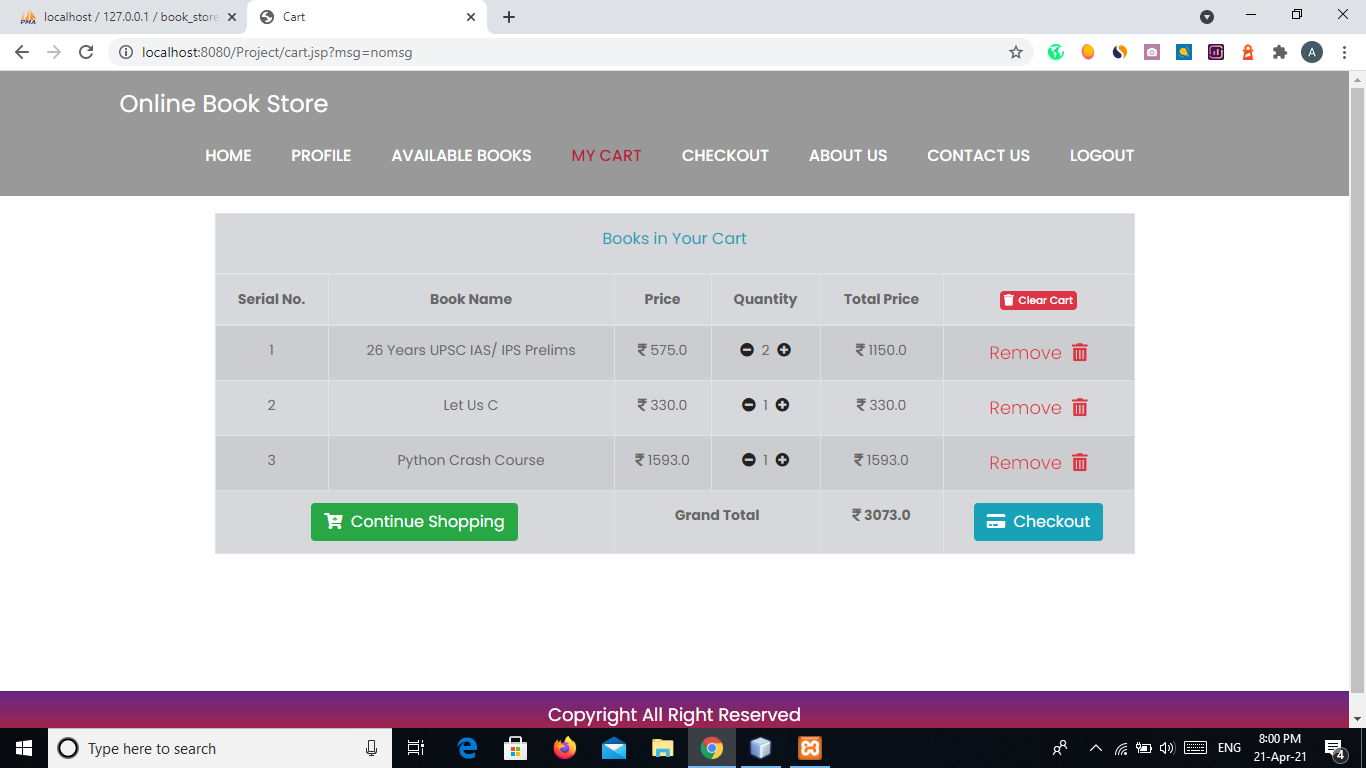 localhost / 127.0.0.1 / book_store
Cart
localhost:8080/Project/cart.jsp?msg=nomsg
A
Online Book Store
HOME PROFILE AVAILABLE BOOKS MY CART CHECKOUT ABOUT US CONTACT US LOGOUT
Books in Your Cart
Serial No. Book Name Price Quantity Total Price Clear Cart
1 26 Years UPSC IAS/ IPS Prelims ₹ 575.0 2 ₹ 1150.0 Remove
2 Let Us C ₹ 330.0 1 ₹ 330.0 Remove
3 Python Crash Course ₹ 1593.0 1 ₹ 1593.0 Remove
Continue Shopping Grand Total ₹ 3073.0 Checkout
Copyright All Right Reserved
Type here to search
ENG
8:00 PM
21-Apr-21
4